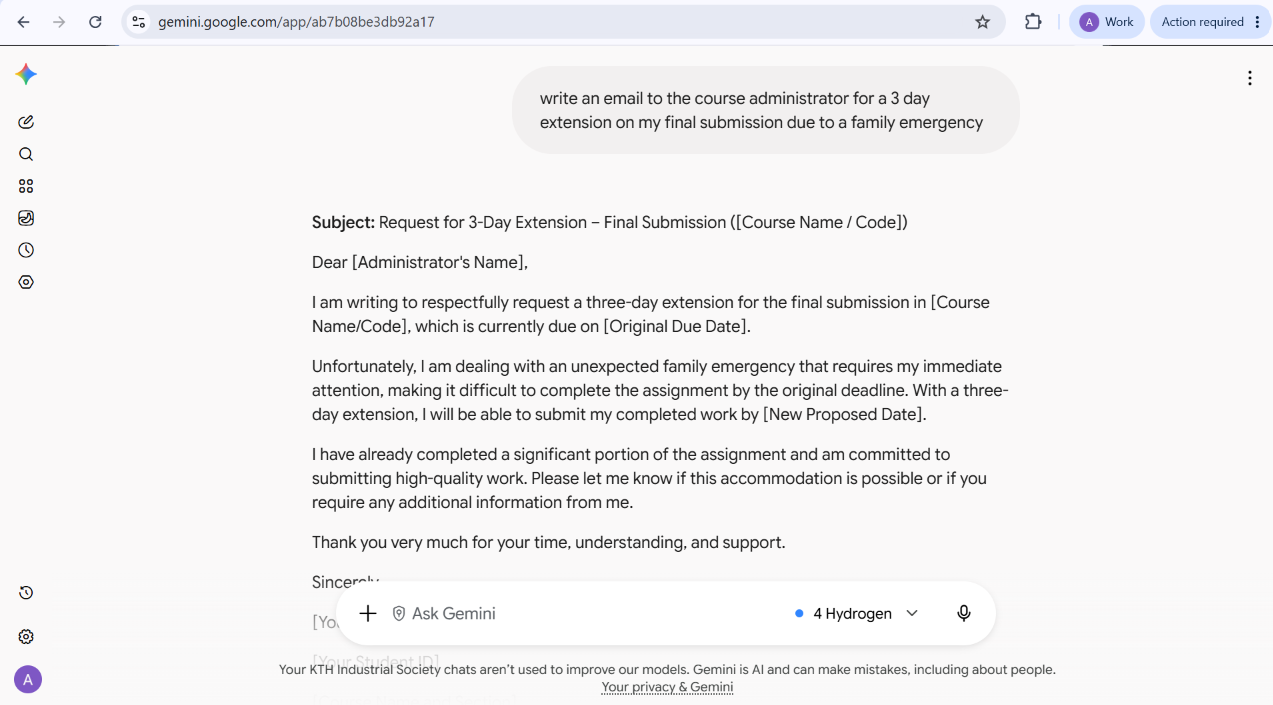 gemini.google.com/app/ab7b08be3db92a17
A Work
Action required
write an email to the course administrator for a 3 day
extension on my final submission due to a family emergency
Subject: Request for 3-Day Extension – Final Submission ([Course Name / Code])
Dear [Administrator's Name],
I am writing to respectfully request a three-day extension for the final submission in [Course
Name/Code], which is currently due on [Original Due Date].
Unfortunately, I am dealing with an unexpected family emergency that requires my immediate
attention, making it difficult to complete the assignment by the original deadline. With a three-
day extension, I will be able to submit my completed work by [New Proposed Date].
I have already completed a significant portion of the assignment and am committed to
submitting high-quality work. Please let me know if this accommodation is possible or if you
require any additional information from me.
Thank you very much for your time, understanding, and support.
Sincerely,
Ask Gemini
4 Hydrogen
[Your Student ID]
Your KTH Industrial Society chats aren't used to improve our models. Gemini is AI and can make mistakes, including about people.
Your privacy & Gemini
A